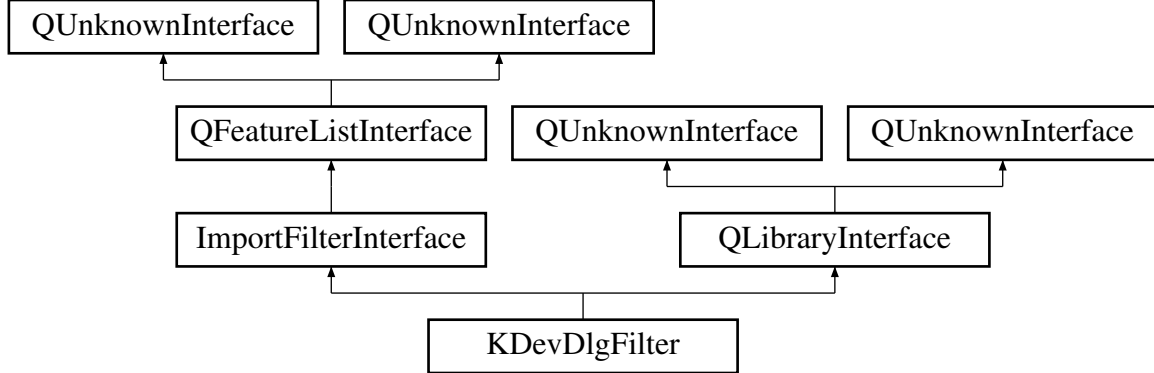 QUnknownInterface QUnknownInterface
QFeatureListInterface QUnknownInterface QUnknownInterface
ImportFilterInterface QLibraryInterface
KDevDlgFilter